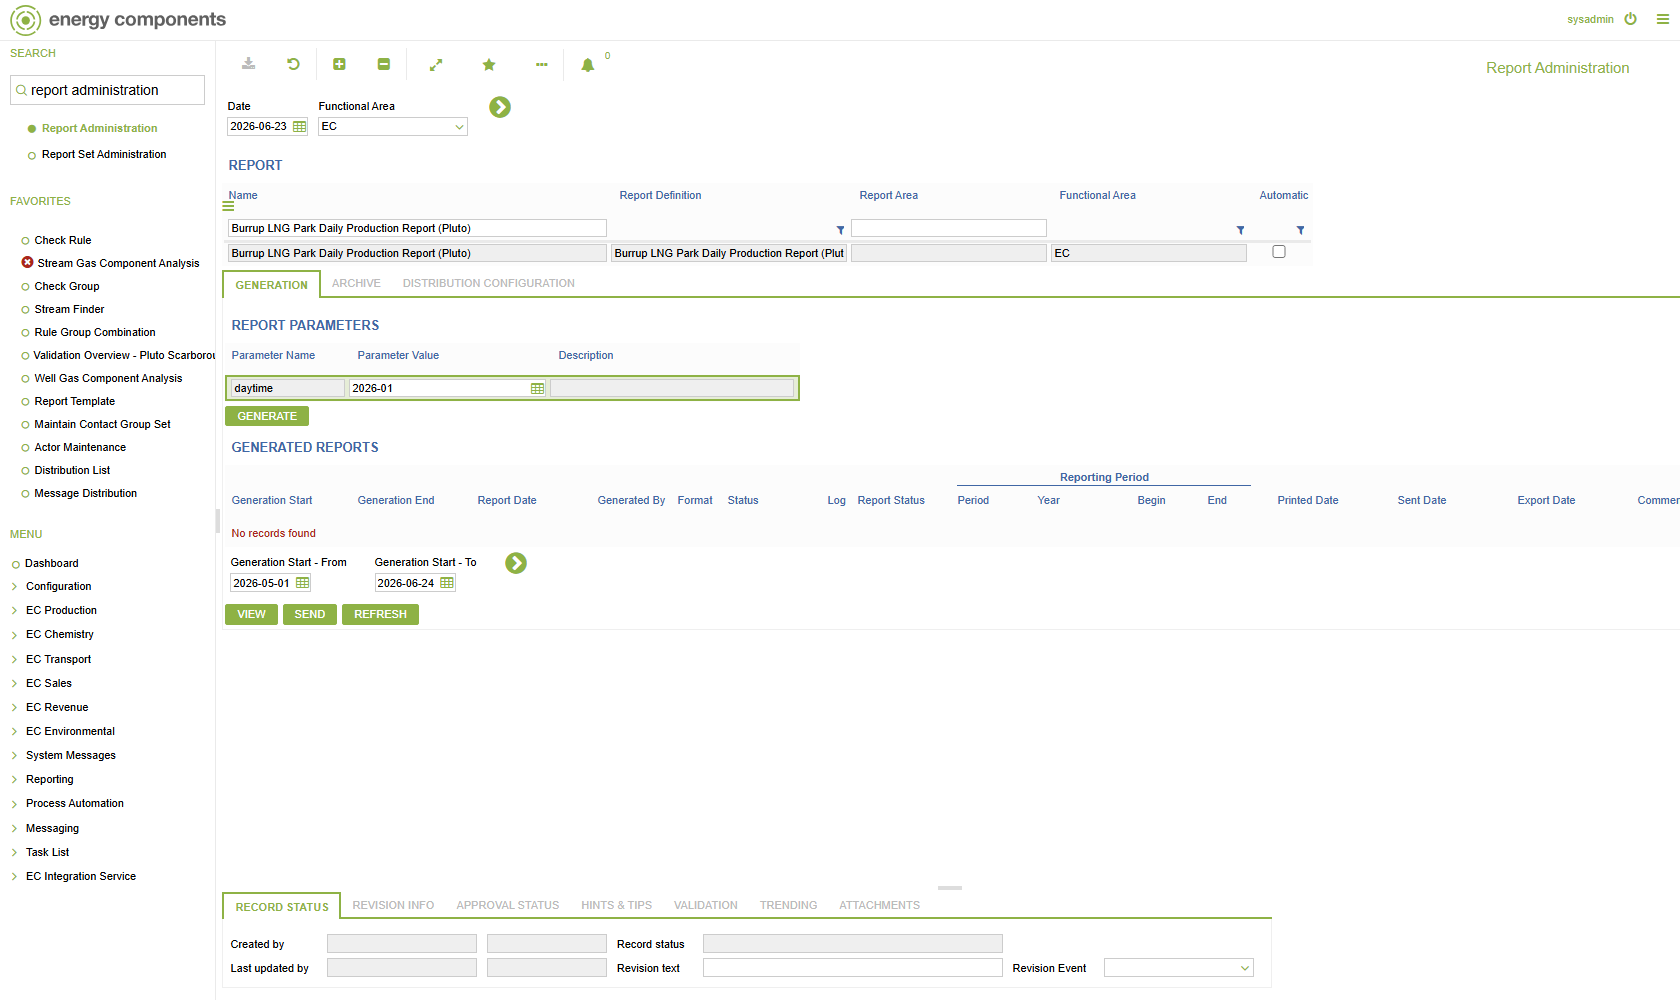 energy components
sysadmin
SEARCH
report administration
Report Administration
Report Set Administration
FAVORITES
Check Rule
Stream Gas Component Analysis
Check Group
Stream Finder
Rule Group Combination
Validation Overview - Pluto Scarborou
Well Gas Component Analysis
Report Template
Maintain Contact Group Set
Actor Maintenance
Distribution List
Message Distribution
MENU
Dashboard
Configuration
EC Production
EC Chemistry
EC Transport
EC Sales
EC Revenue
EC Environmental
System Messages
Reporting
Process Automation
Messaging
Task List
EC Integration Service
0
Report Administration
Date Functional Area
2026-06-23 EC
REPORT
Name Report Definition Report Area Functional Area Automatic
Burrup LNG Park Daily Production Report (Pluto)
Burrup LNG Park Daily Production Report (Pluto) Burrup LNG Park Daily Production Report (Plut EC
GENERATION ARCHIVE DISTRIBUTION CONFIGURATION
REPORT PARAMETERS
Parameter Name Parameter Value Description
daytime 2026-01
GENERATE
GENERATED REPORTS
Reporting Period
Generation Start Generation End Report Date Generated By Format Status Log Report Status Period Year Begin End Printed Date Sent Date Export Date Commen
No records found
Generation Start - From Generation Start - To
2026-05-01 2026-06-24
VIEW SEND REFRESH
RECORD STATUS REVISION INFO APPROVAL STATUS HINTS & TIPS VALIDATION TRENDING ATTACHMENTS
Created by Record status
Last updated by Revision text Revision Event